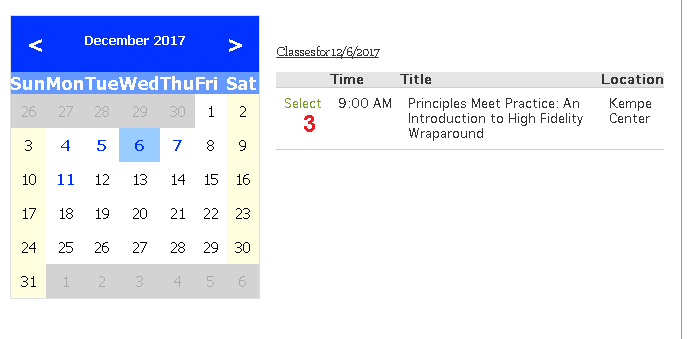 < December 2017 >
Sun Mon Tue Wed Thu Fri Sat
26 27 28 29 30 1 2
3 4 5 6 7 8 9
10 11 12 13 14 15 16
17 18 19 20 21 22 23
24 25 26 27 28 29 30
31 1 2 3 4 5 6
Classes for 12/6/2017
Time Title Location
Select 9:00 AM Principles Meet Practice: An Kempe
Introduction to High Fidelity Center
Wraparound
3